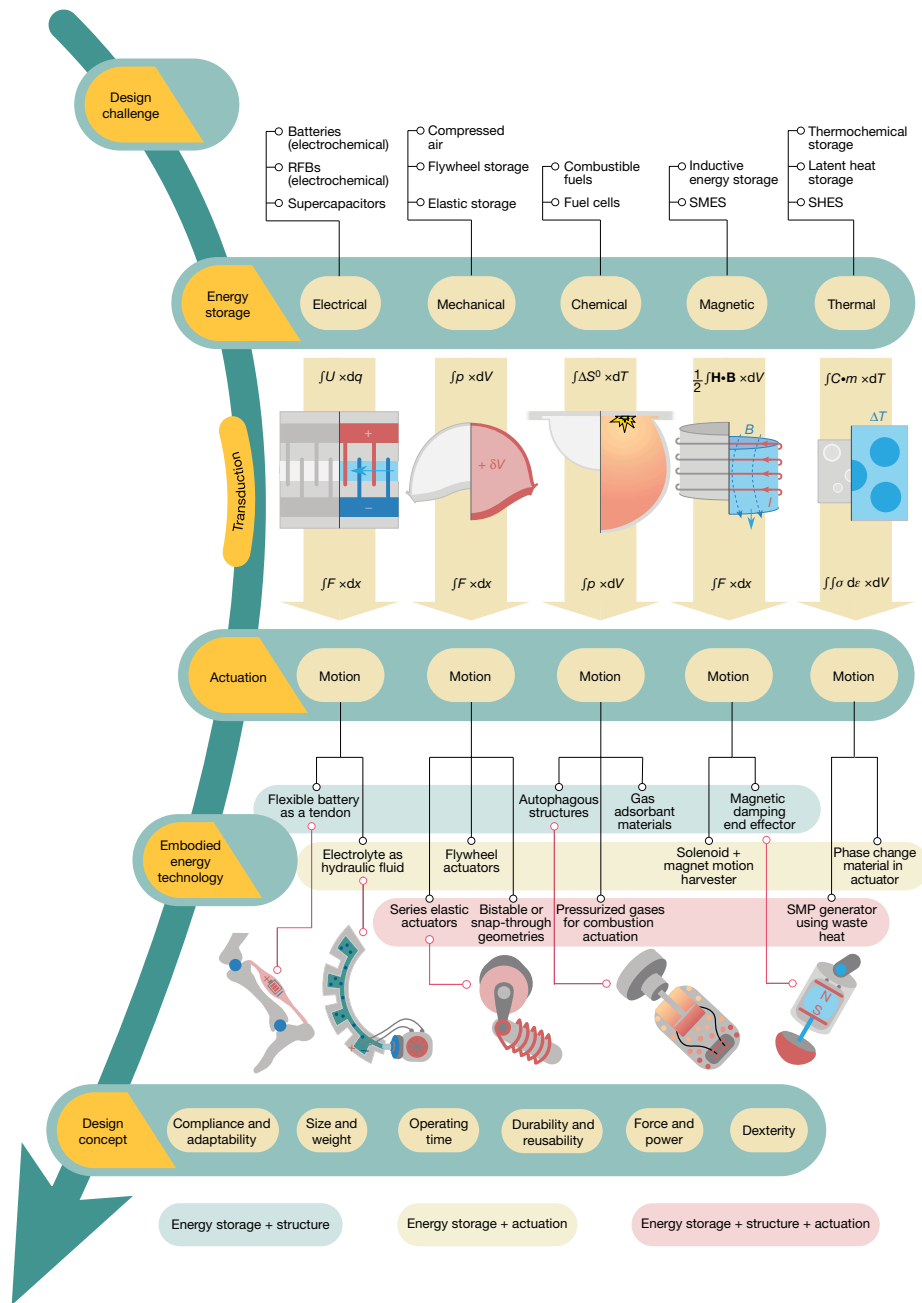 Design
challenge
Batteries
(electrochemical)
RFBs
(electrochemical)
Supercapacitors
Compressed
air
Flywheel storage
Elastic storage
Combustible
fuels
Fuel cells
Inductive
energy storage
SMES
Thermochemical
storage
Latent heat
storage
SHES
Energy
storage
Electrical
Mechanical
Chemical
Magnetic
Thermal
∫U ×dq
∫p ×dV
∫ΔS⁰ ×dT
½∫H•B ×dV
∫C•m ×dT
Transduction
+
−
+ δV
B
I
ΔT
∫F ×dx
∫F ×dx
∫p ×dV
∫F ×dx
∫∫σ dε ×dV
Actuation
Motion
Motion
Motion
Motion
Motion
Embodied
energy
technology
Flexible battery
as a tendon
Autophagous
structures
Gas
adsorbant
materials
Magnetic
damping
end effector
Electrolyte as
hydraulic fluid
Flywheel
actuators
Solenoid +
magnet motion
harvester
Phase change
material in
actuator
Series elastic
actuators
Bistable or
snap-through
geometries
Pressurized gases
for combustion
actuation
SMP generator
using waste
heat
N
S
Design
concept
Compliance and
adaptability
Size and
weight
Operating
time
Durability and
reusability
Force and
power
Dexterity
Energy storage + structure
Energy storage + actuation
Energy storage + structure + actuation